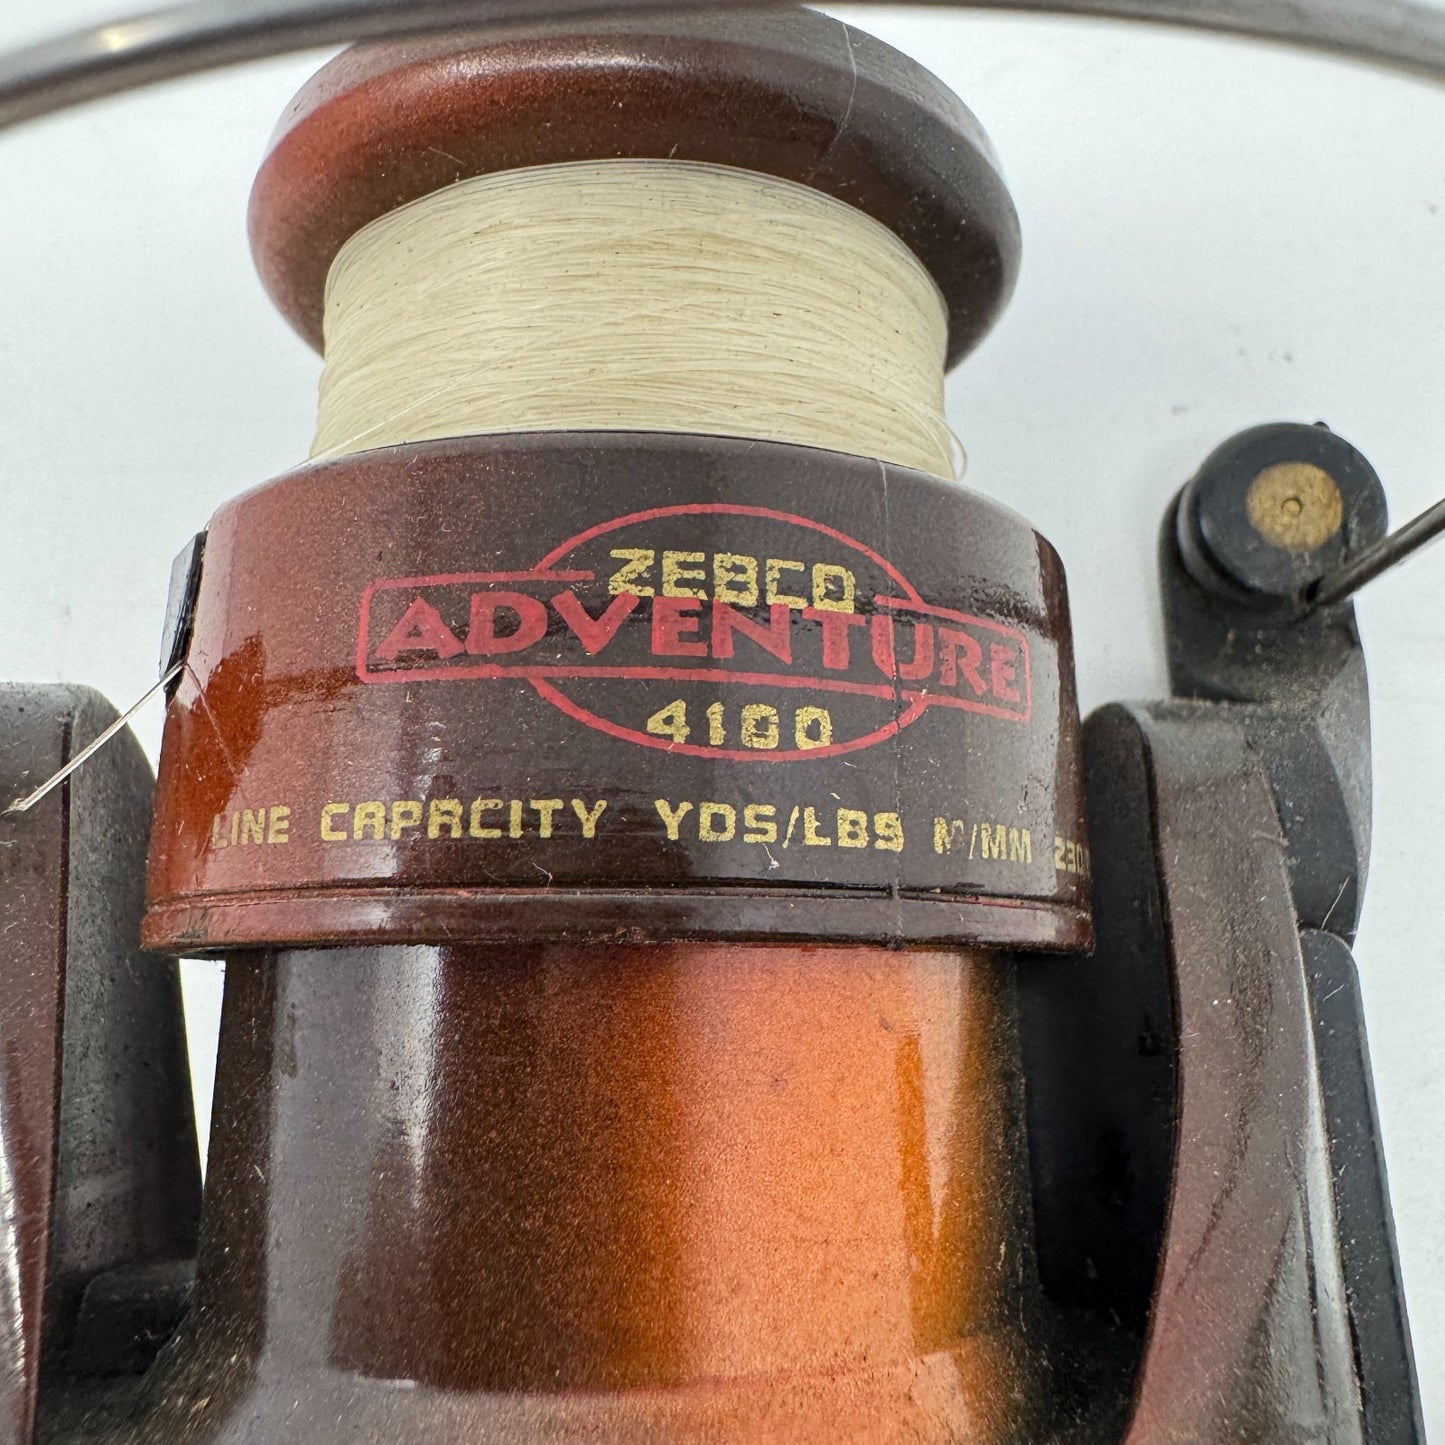 ZEBCO
ADVENTURE
4100
LINE CAPACITY YDS/LBS M/MM